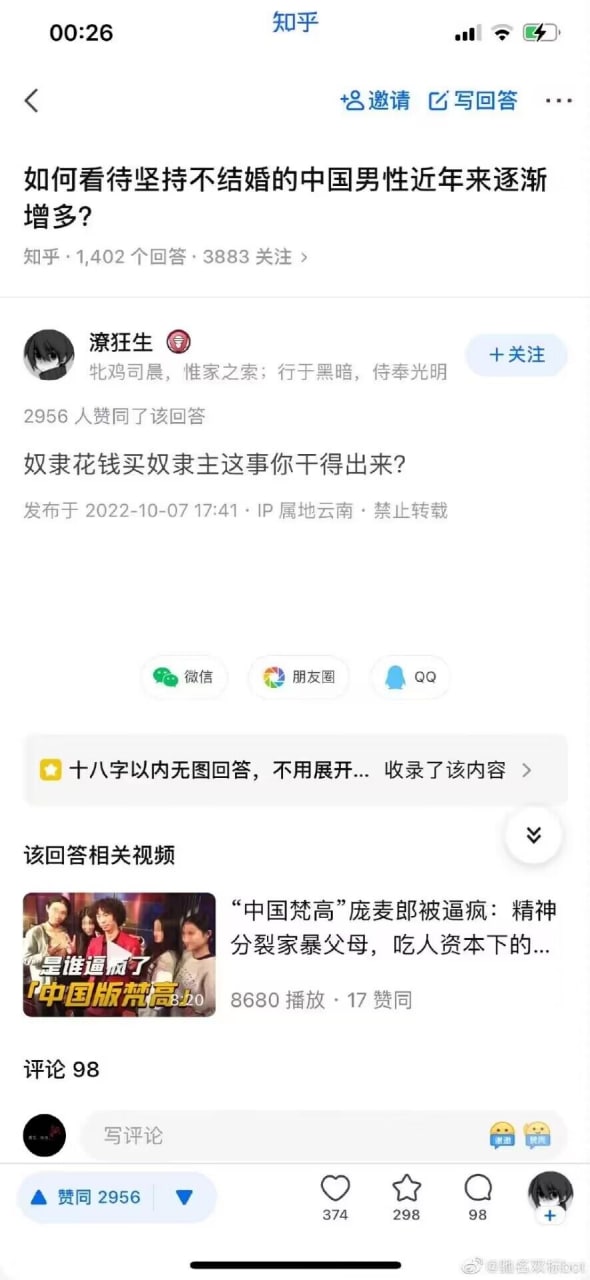 00:26
知乎
邀请 写回答
如何看待坚持不结婚的中国男性近年来逐渐
增多?
知乎 · 1,402 个回答 · 3883 关注 >
潦狂生
+关注
牝鸡司晨，惟家之索；行于黑暗，侍奉光明
2956 人赞同了该回答
奴隶花钱买奴隶主这事你干得出来?
发布于 2022-10-07 17:41 · IP 属地云南 · 禁止转载
微信 朋友圈 QQ
十八字以内无图回答，不用展开... 收录了该内容 >
该回答相关视频
“中国梵高”庞麦郎被逼疯：精神
分裂家暴父母，吃人资本下的...
是谁逼疯了
「中国版梵高」
8:20
8680 播放 · 17 赞同
评论 98
写评论
赞同 2956
374 298 98
@驰名双标bot